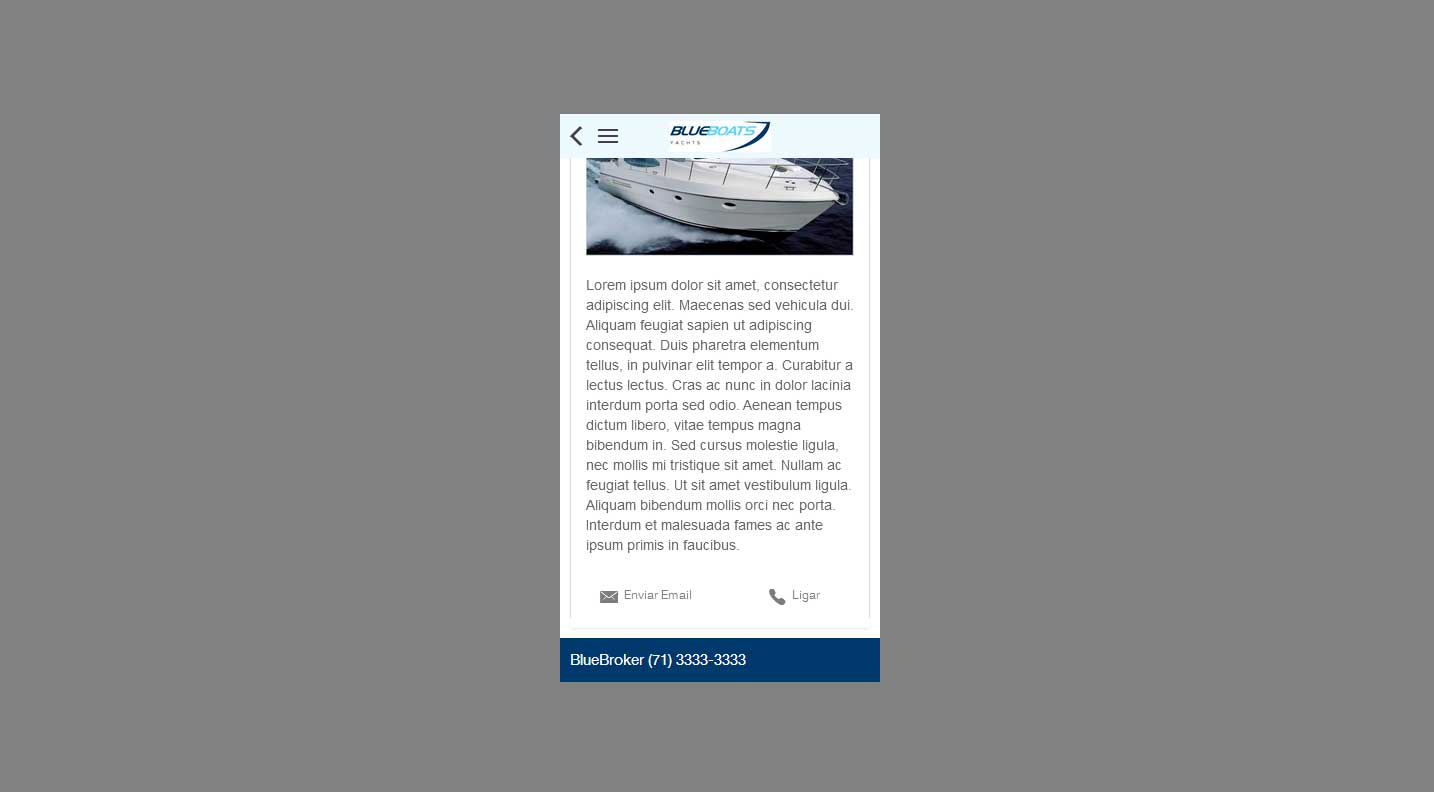 BLUEBOATS
YACHTS
Lorem ipsum dolor sit amet, consectetur
adipiscing elit. Maecenas sed vehicula dui.
Aliquam feugiat sapien ut adipiscing
consequat. Duis pharetra elementum
tellus, in pulvinar elit tempor a. Curabitur a
lectus lectus. Cras ac nunc in dolor lacinia
interdum porta sed odio. Aenean tempus
dictum libero, vitae tempus magna
bibendum in. Sed cursus molestie ligula,
nec mollis mi tristique sit amet. Nullam ac
feugiat tellus. Ut sit amet vestibulum ligula.
Aliquam bibendum mollis orci nec porta.
Interdum et malesuada fames ac ante
ipsum primis in faucibus.
Enviar Email
Ligar
BlueBroker (71) 3333-3333